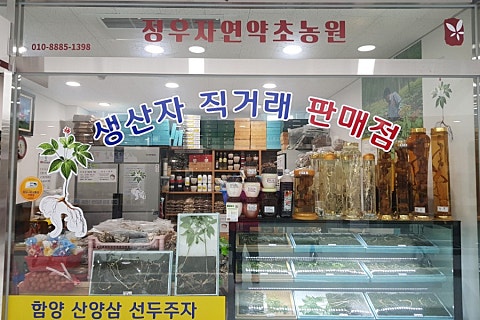 정우자연약초농원
010-8885-1398
생산자 직거래 판매점
함양 산양삼 선두주자